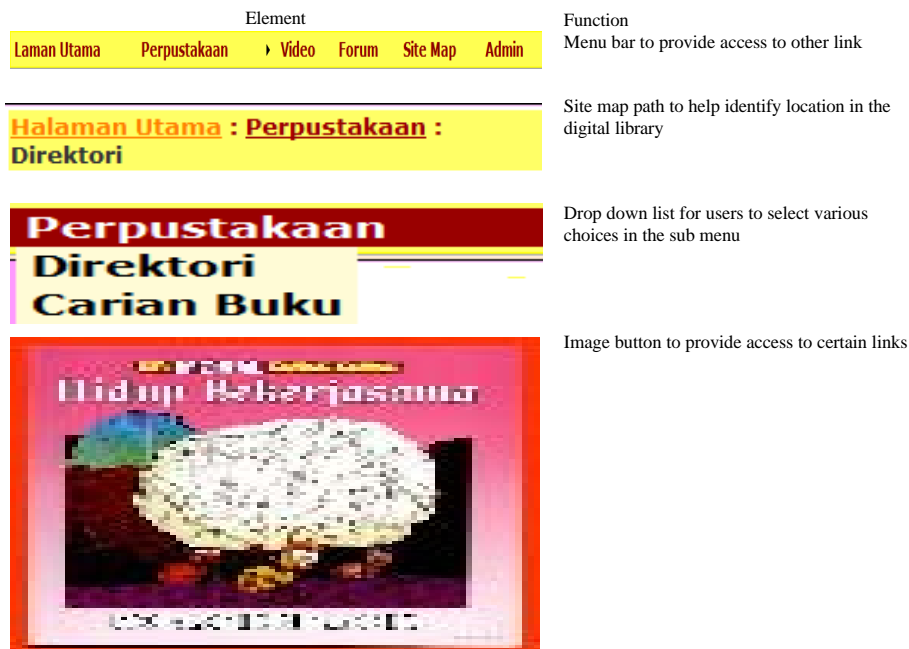 Element Function
Laman Utama Perpustakaan Video Forum Site Map Admin
Menu bar to provide access to other link
Halaman Utama : Perpustakaan :
Direktori
Site map path to help identify location in the
digital library
Perpustakaan
Direktori
Carian Buku
Drop down list for users to select various
choices in the sub menu
Hidup Bekerjasama
Image button to provide access to certain links